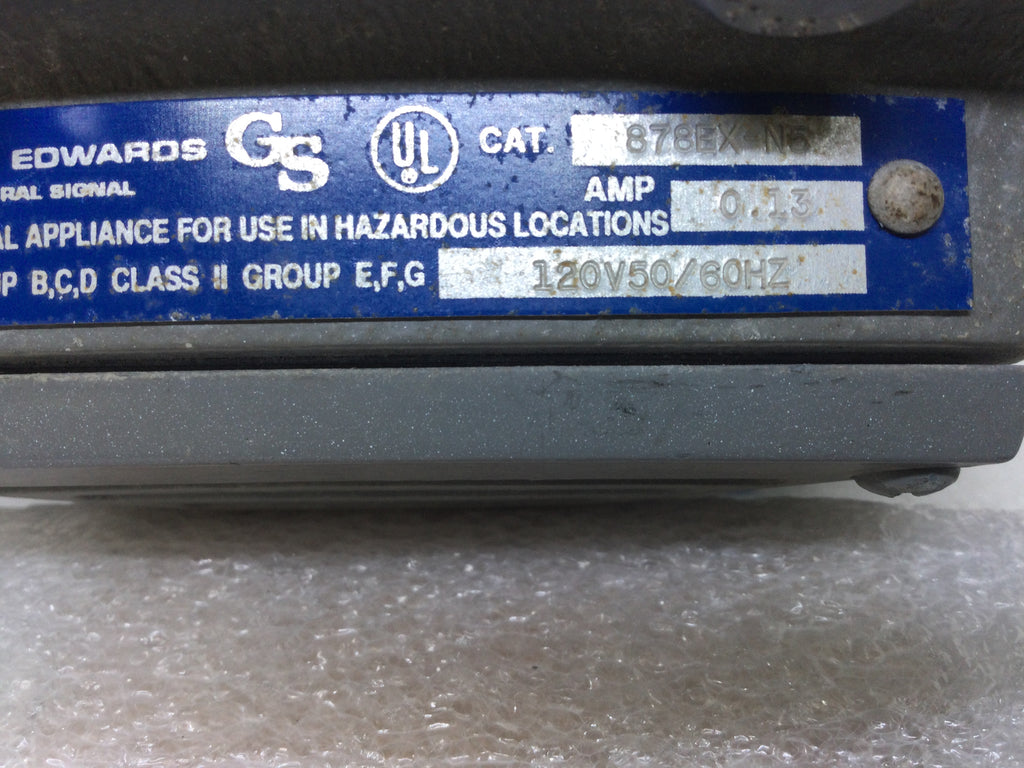 EDWARDS GS UL CAT. 878EX-N5
RAL SIGNAL
AMP 0.13
AL APPLIANCE FOR USE IN HAZARDOUS LOCATIONS
P B,C,D CLASS II GROUP E,F,G 120V50/60HZ